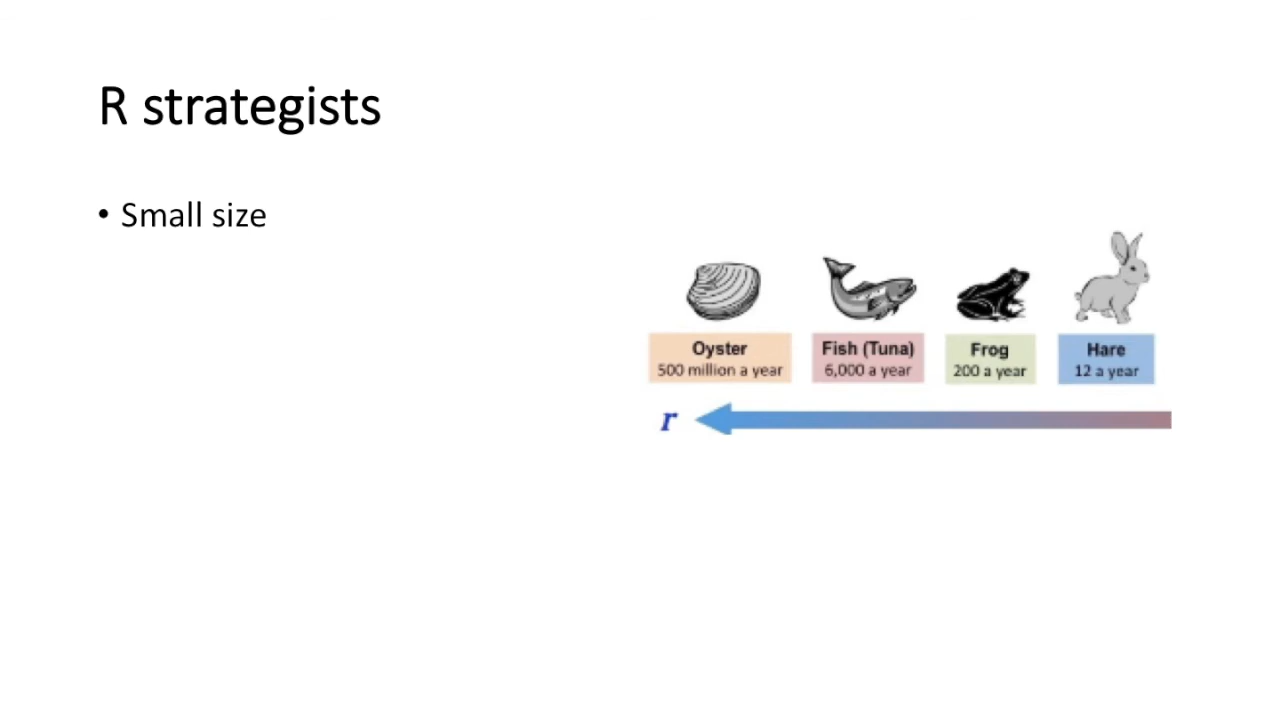 R strategists
• Small size
Oyster
500 million a year
Fish (Tuna)
6,000 a year
Frog
200 a year
Hare
12 a year
r